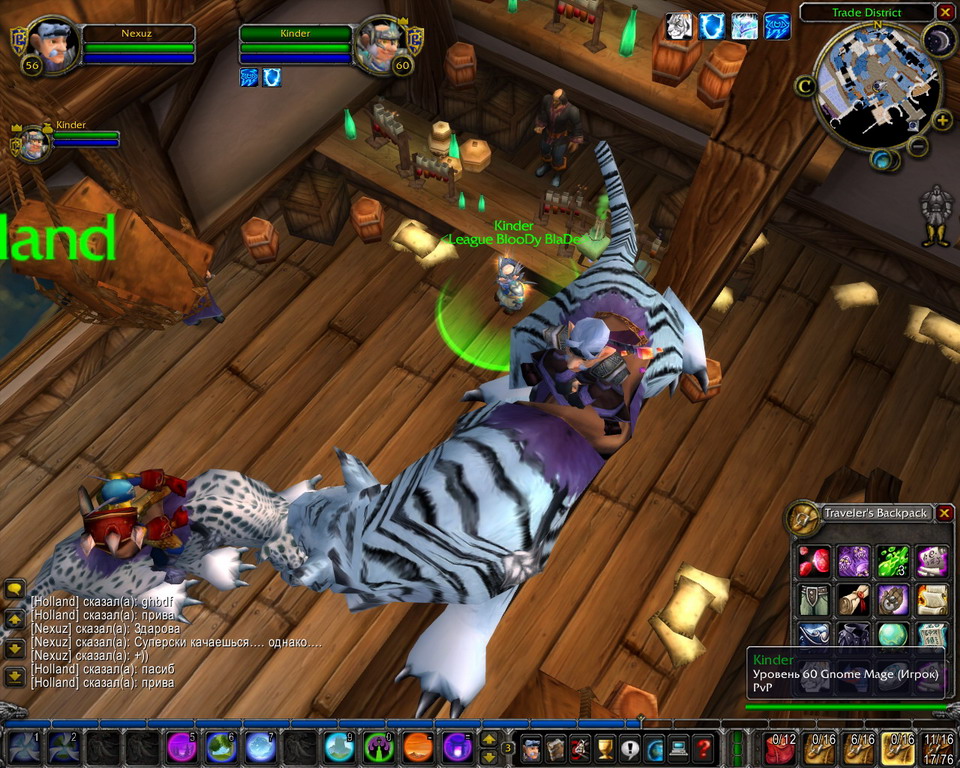 Nexuz
56
Kinder
60
Trade District
N
C
Kinder
land
Kinder
League BlooDy BlaDe
Traveler's Backpack
3
[Holland] сказал(а): ghbdf
[Holland] сказал(а): прива
[Nexuz] сказал(а): Здарова
[Nexuz] сказал(а): Суперски качаешься.... однако....
[Nexuz] сказал(а): +))
[Holland] сказал(а): пасиб
[Holland] сказал(а): прива
Kinder
Уровень 60 Gnome Mage (Игрок)
PvP
1 2 5 6 7 9 0 - = 3
0/12 0/16 6/16 0/16 11/16
17/76